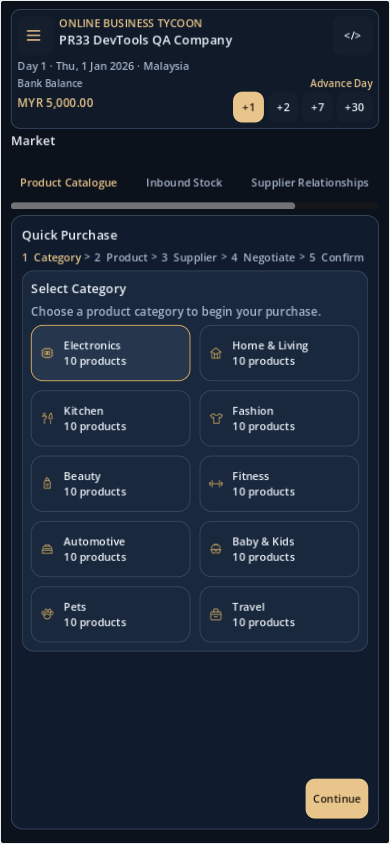 ONLINE BUSINESS TYCOON
PR33 DevTools QA Company
</>
Day 1 · Thu, 1 Jan 2026 · Malaysia
Bank Balance
Advance Day
MYR 5,000.00
+1 +2 +7 +30
Market
Product Catalogue Inbound Stock Supplier Relationships
Quick Purchase
1 Category > 2 Product > 3 Supplier > 4 Negotiate > 5 Confirm
Select Category
Choose a product category to begin your purchase.
Electronics
10 products
Home & Living
10 products
Kitchen
10 products
Fashion
10 products
Beauty
10 products
Fitness
10 products
Automotive
10 products
Baby & Kids
10 products
Pets
10 products
Travel
10 products
Continue